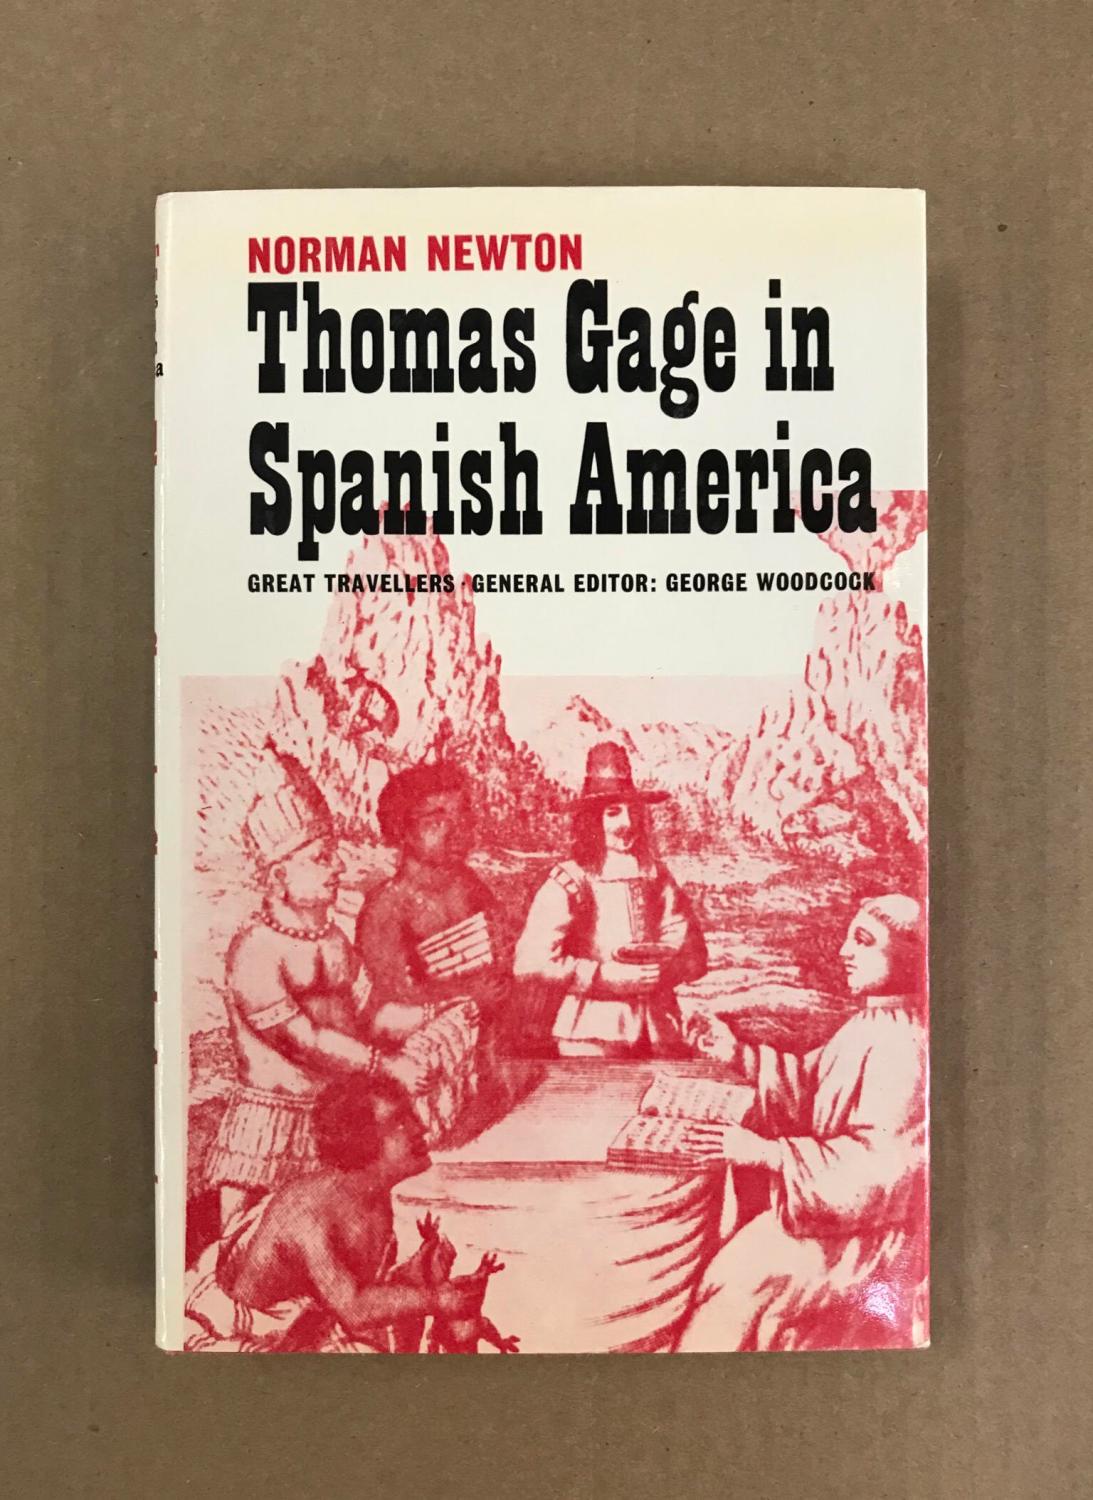 NORMAN NEWTON
Thomas Gage in
Spanish America
GREAT TRAVELLERS · GENERAL EDITOR: GEORGE WOODCOCK